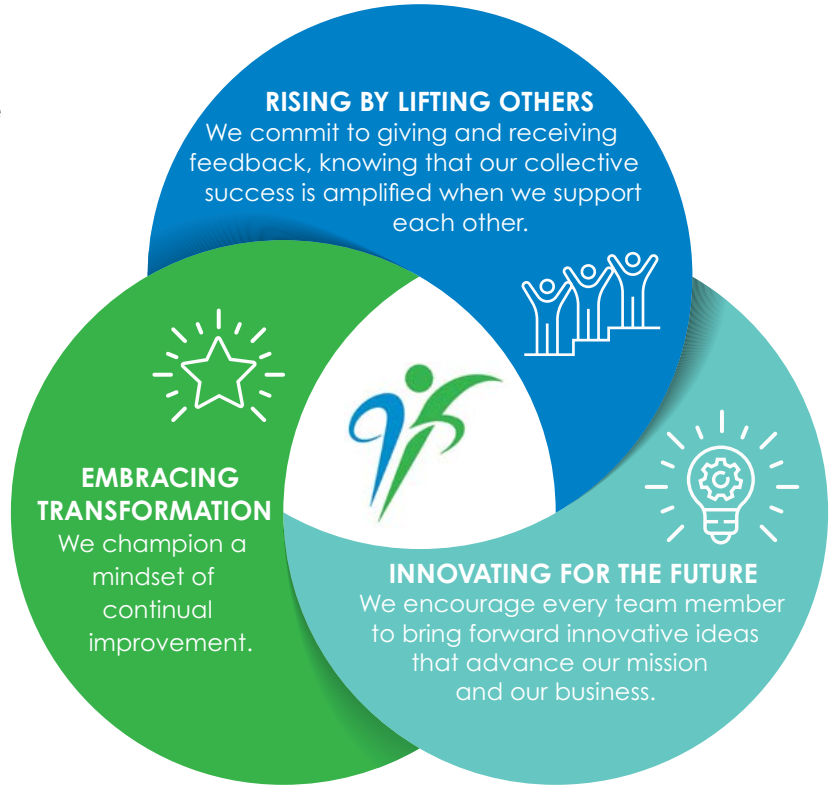 RISING BY LIFTING OTHERS
We commit to giving and receiving
feedback, knowing that our collective
success is amplified when we support
each other.
EMBRACING
TRANSFORMATION
We champion a
mindset of
continual
improvement.
INNOVATING FOR THE FUTURE
We encourage every team member
to bring forward innovative ideas
that advance our mission
and our business.